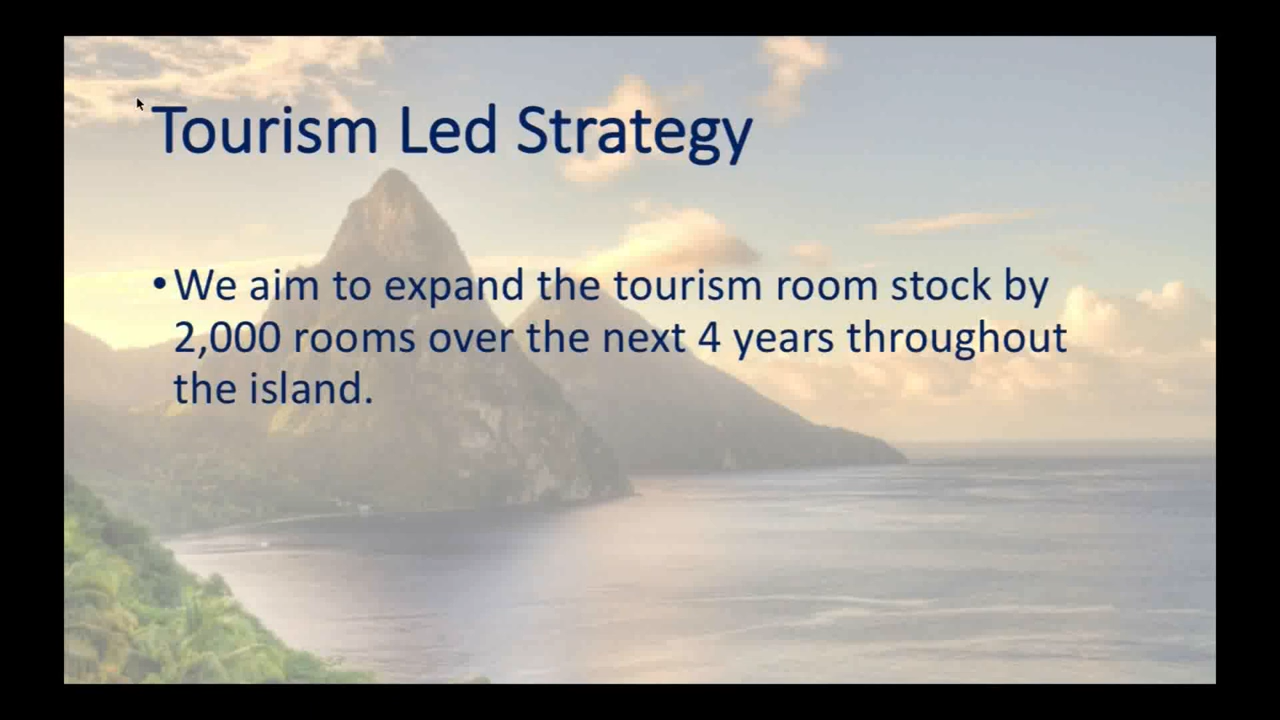 Tourism Led Strategy
•We aim to expand the tourism room stock by
2,000 rooms over the next 4 years throughout
the island.